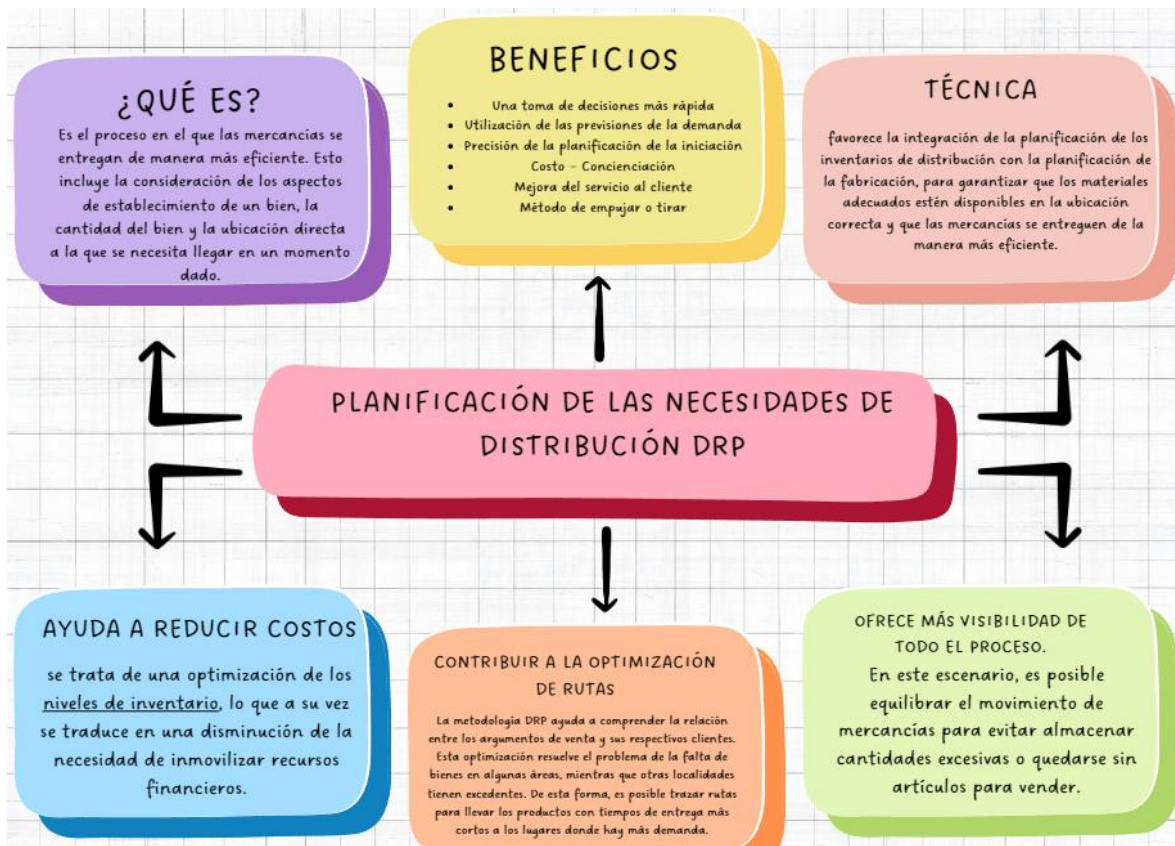 ¿QUÉ ES?
Es el proceso en el que las mercancías se
entregan de manera más eficiente. Esto
incluye la consideración de los aspectos
de establecimiento de un bien, la
cantidad del bien y la ubicación directa
a la que se necesita llegar en un momento
dado.
BENEFICIOS
• Una toma de decisiones más rápida
• Utilización de las previsiones de la demanda
• Precisión de la planificación de la iniciación
• Costo - Concienciación
• Mejora del servicio al cliente
• Método de empujar o tirar
TÉCNICA
favorece la integración de la planificación de los
inventarios de distribución con la planificación de
la fabricación, para garantizar que los materiales
adecuados estén disponibles en la ubicación
correcta y que las mercancías se entreguen de la
manera más eficiente.
PLANIFICACIÓN DE LAS NECESIDADES DE
DISTRIBUCIÓN DRP
AYUDA A REDUCIR COSTOS
se trata de una optimización de los
niveles de inventario, lo que a su vez
se traduce en una disminución de la
necesidad de inmovilizar recursos
financieros.
CONTRIBUIR A LA OPTIMIZACIÓN
DE RUTAS
La metodología DRP ayuda a comprender la relación
entre los argumentos de venta y sus respectivos clientes.
Esta optimización resuelve el problema de la falta de
bienes en algunas áreas, mientras que otras localidades
tienen excedentes. De esta forma, es posible trazar rutas
para llevar los productos con tiempos de entrega más
cortos a los lugares donde hay más demanda.
OFRECE MÁS VISIBILIDAD DE
TODO EL PROCESO.
En este escenario, es posible
equilibrar el movimiento de
mercancías para evitar almacenar
cantidades excesivas o quedarse sin
artículos para vender.